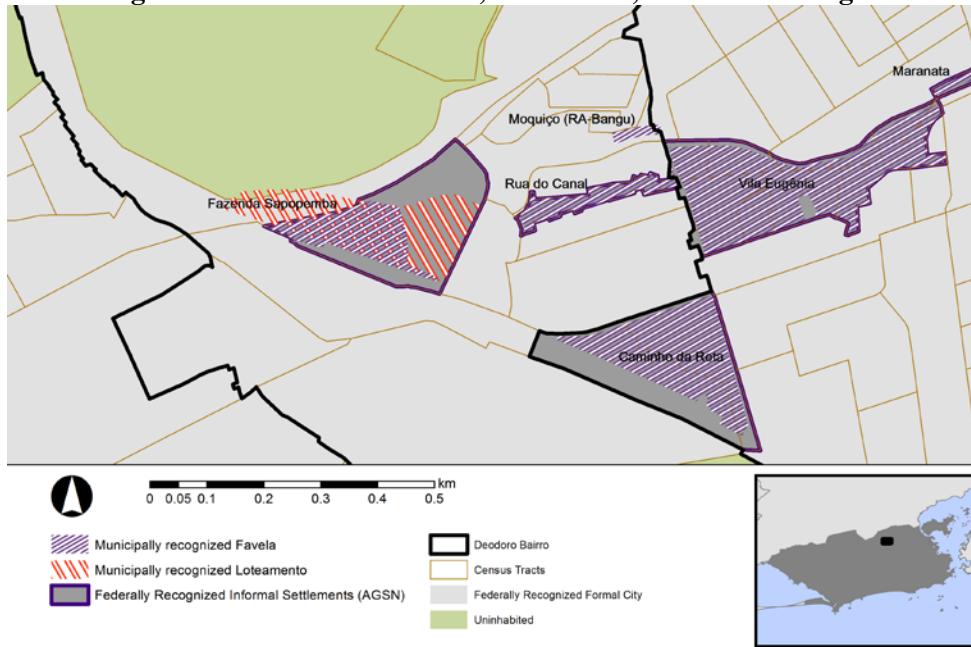 Maranata
Moquiço (RA-Bangu)
Rua do Canal
Vila Eugênia
Fazenda Sapopemba
Caminho da Reta
km
0 0.05 0.1 0.2 0.3 0.4 0.5
Municipally recognized Favela
Municipally recognized Loteamento
Federally Recognized Informal Settlements (AGSN)
Deodoro Bairro
Census Tracts
Federally Recognized Formal City
Uninhabited